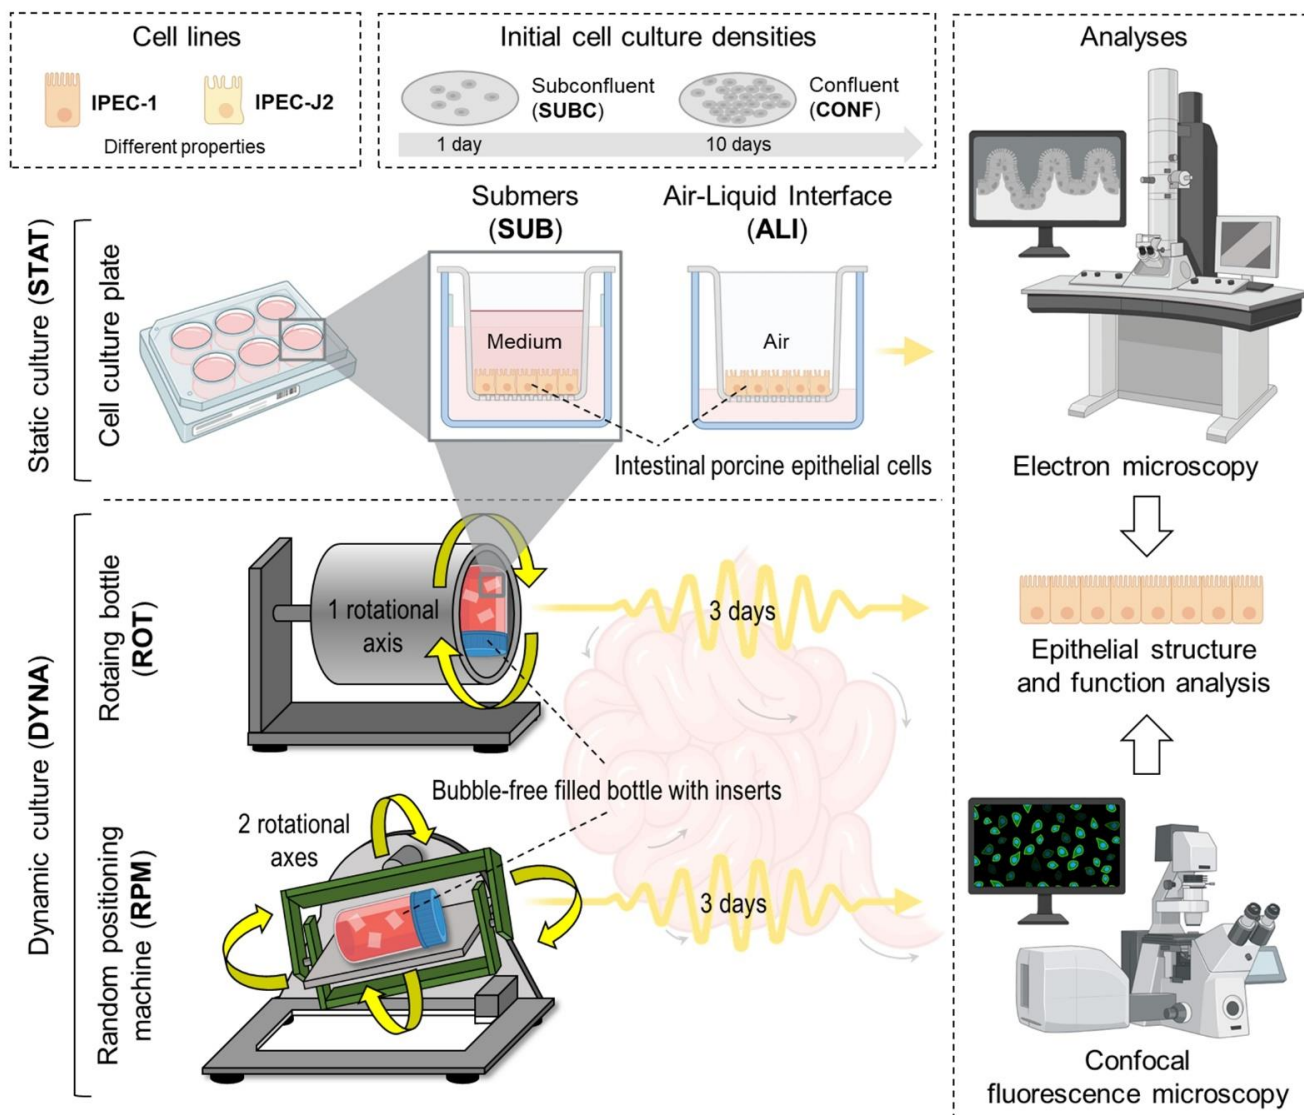 Cell lines
IPEC-1
IPEC-J2
Different properties
Initial cell culture densities
Subconfluent
(SUBC)
Confluent
(CONF)
1 day
10 days
Analyses
Static culture (STAT)
Cell culture plate
Submers
(SUB)
Air-Liquid Interface
(ALI)
Medium
Air
Intestinal porcine epithelial cells
Electron microscopy
Dynamic culture (DYNA)
Rotaing bottle
(ROT)
1 rotational
axis
3 days
Bubble-free filled bottle with inserts
Random positioning
machine (RPM)
2 rotational
axes
3 days
Epithelial structure
and function analysis
Confocal
fluorescence microscopy